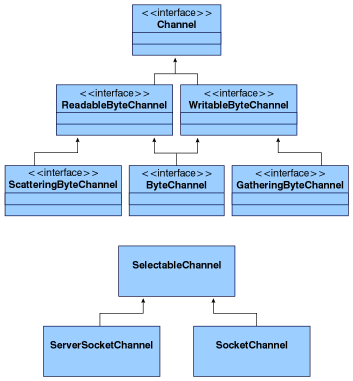 <<interface>>
Channel
<<interface>>
ReadableByteChannel
<<interface>>
WritableByteChannel
<<interface>>
ScatteringByteChannel
<<interface>>
ByteChannel
<<interface>>
GatheringByteChannel
SelectableChannel
ServerSocketChannel
SocketChannel